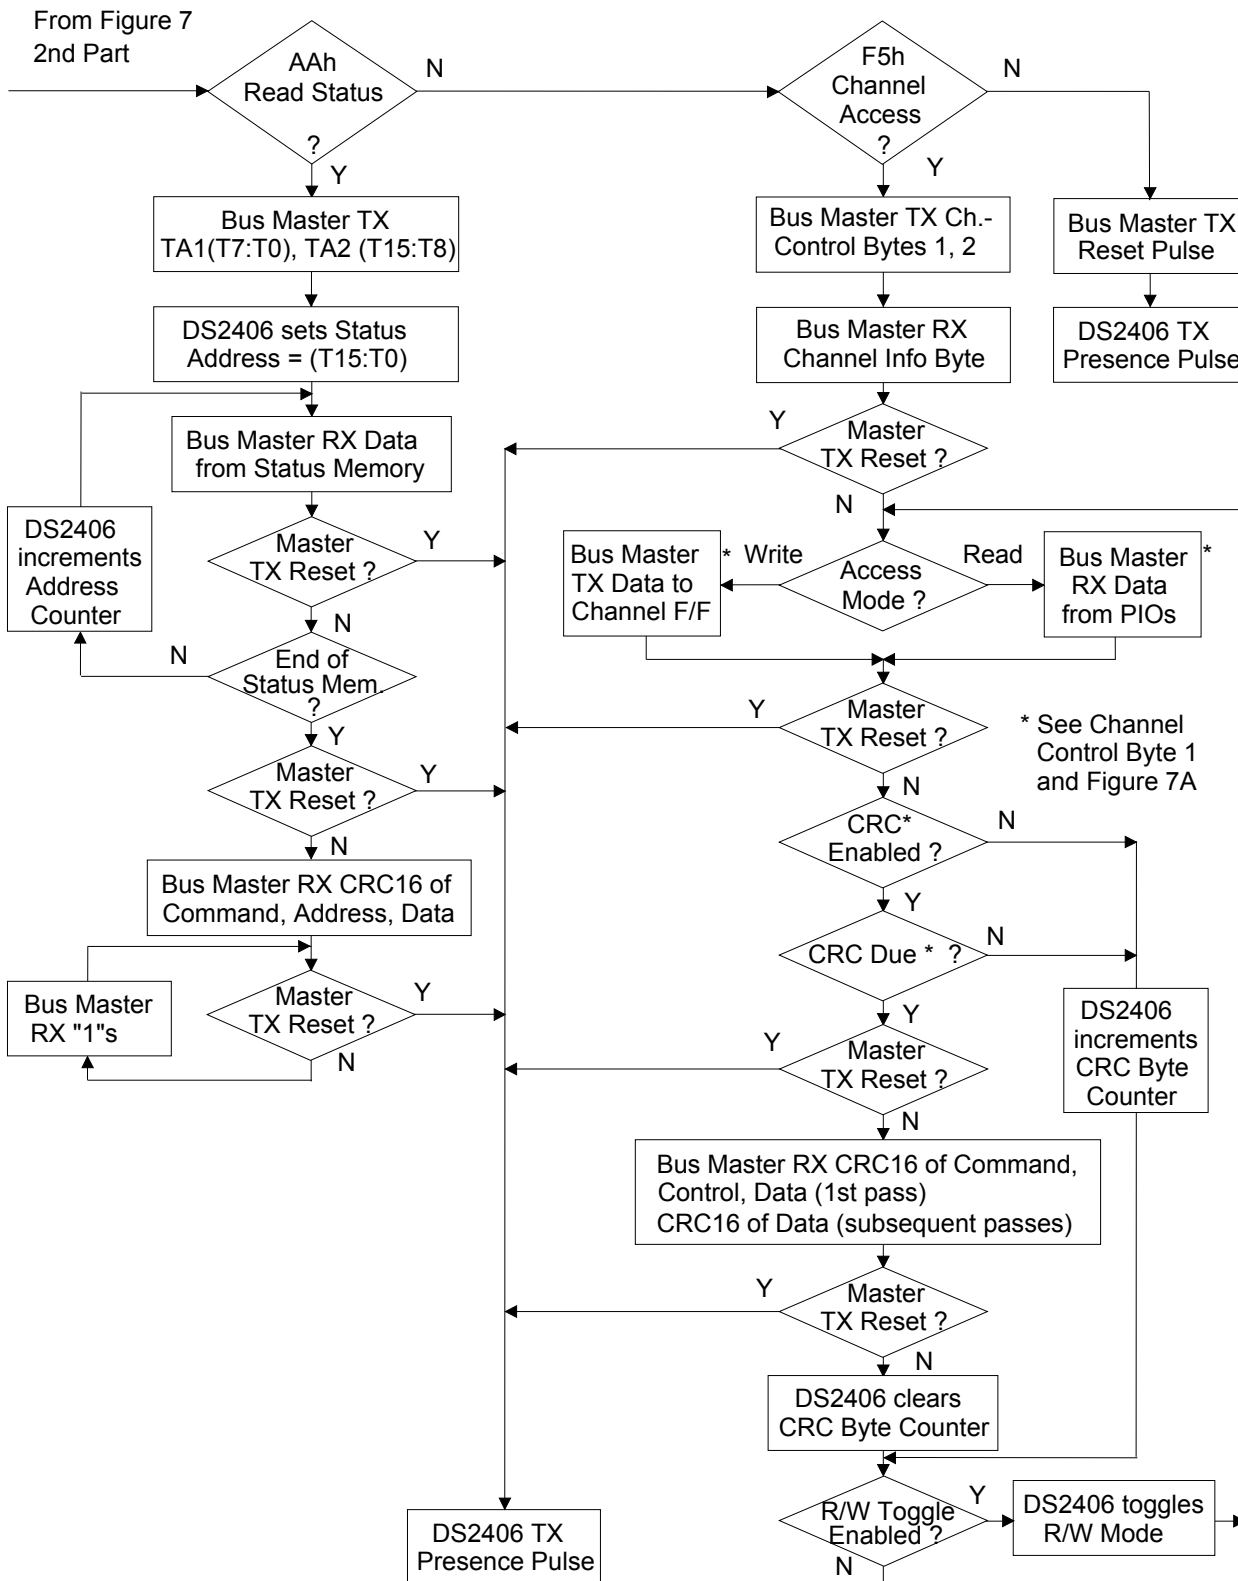 From Figure 7
2nd Part
AAh
Read Status
?
N
Y
F5h
Channel
Access
?
N
Y
Bus Master TX
TA1(T7:T0), TA2 (T15:T8)
Bus Master TX Ch.-
Control Bytes 1, 2
Bus Master TX
Reset Pulse
DS2406 sets Status
Address = (T15:T0)
Bus Master RX
Channel Info Byte
DS2406 TX
Presence Pulse
Bus Master RX Data
from Status Memory
Y
Master
TX Reset ?
N
DS2406
increments
Address
Counter
Master
TX Reset ?
Y
N
Bus Master
TX Data to
Channel F/F
* Write
Access
Mode ?
Read
Bus Master
RX Data
from PIOs
*
N
End of
Status Mem.
?
Y
Y
Master
TX Reset ?
N
* See Channel
Control Byte 1
and Figure 7A
Master
TX Reset ?
Y
N
CRC*
Enabled ?
N
Y
Bus Master RX CRC16 of
Command, Address, Data
CRC Due * ?
N
Y
Bus Master
RX "1"s
Master
TX Reset ?
Y
N
Y
Master
TX Reset ?
N
DS2406
increments
CRC Byte
Counter
Bus Master RX CRC16 of Command,
Control, Data (1st pass)
CRC16 of Data (subsequent passes)
Y
Master
TX Reset ?
N
DS2406 clears
CRC Byte Counter
DS2406 TX
Presence Pulse
R/W Toggle
Enabled ?
Y
N
DS2406 toggles
R/W Mode